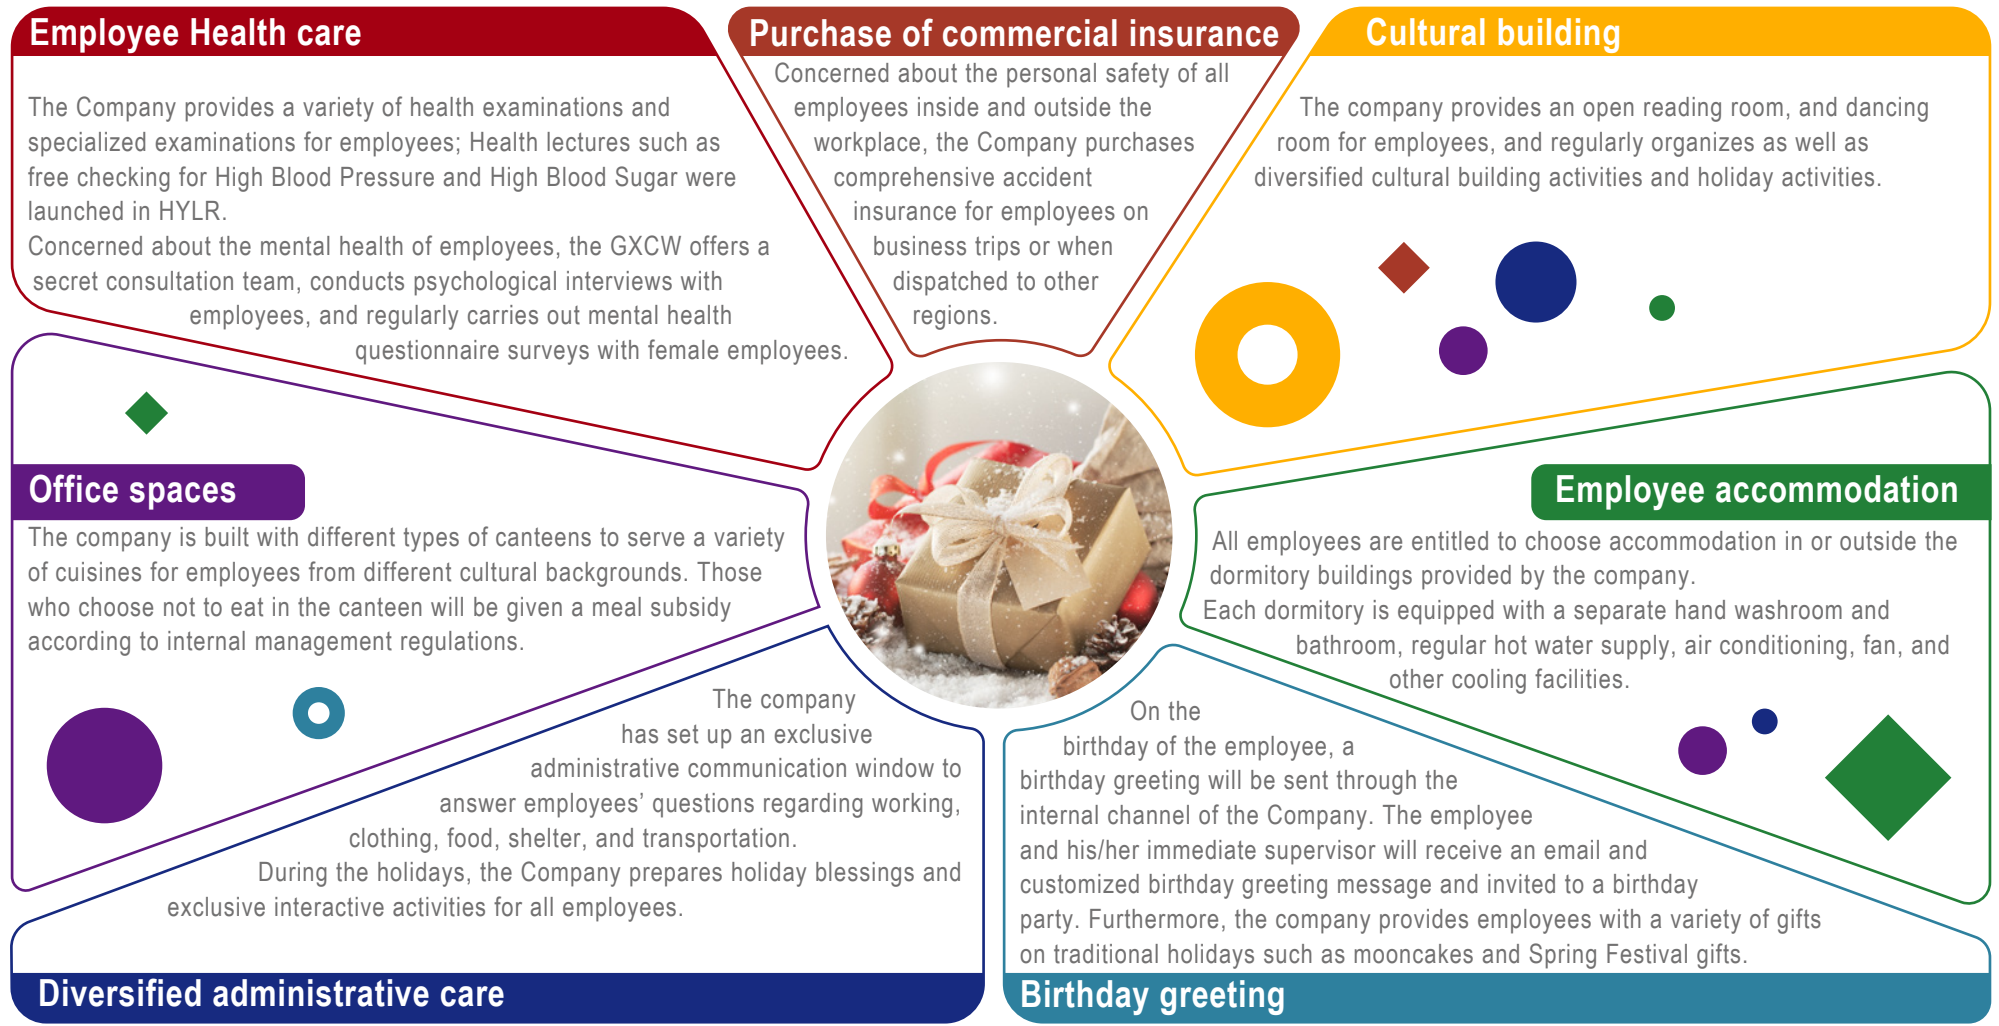 Employee Health care
The Company provides a variety of health examinations and
specialized examinations for employees; Health lectures such as
free checking for High Blood Pressure and High Blood Sugar were
launched in HYLR.
Concerned about the mental health of employees, the GXCW offers a
secret consultation team, conducts psychological interviews with
employees, and regularly carries out mental health
questionnaire surveys with female employees.
Purchase of commercial insurance
Concerned about the personal safety of all
employees inside and outside the
workplace, the Company purchases
comprehensive accident
insurance for employees on
business trips or when
dispatched to other
regions.
Cultural building
The company provides an open reading room, and dancing
room for employees, and regularly organizes as well as
diversified cultural building activities and holiday activities.
Office spaces
The company is built with different types of canteens to serve a variety
of cuisines for employees from different cultural backgrounds. Those
who choose not to eat in the canteen will be given a meal subsidy
according to internal management regulations.
Employee accommodation
All employees are entitled to choose accommodation in or outside the
dormitory buildings provided by the company.
Each dormitory is equipped with a separate hand washroom and
bathroom, regular hot water supply, air conditioning, fan, and
other cooling facilities.
The company
has set up an exclusive
administrative communication window to
answer employees’ questions regarding working,
clothing, food, shelter, and transportation.
During the holidays, the Company prepares holiday blessings and
exclusive interactive activities for all employees.
Diversified administrative care
On the
birthday of the employee, a
birthday greeting will be sent through the
internal channel of the Company. The employee
and his/her immediate supervisor will receive an email and
customized birthday greeting message and invited to a birthday
party. Furthermore, the company provides employees with a variety of gifts
on traditional holidays such as mooncakes and Spring Festival gifts.
Birthday greeting